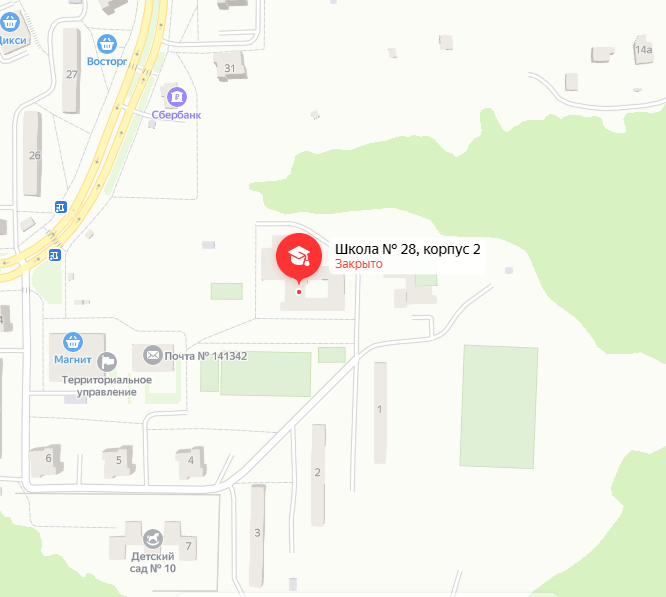 Дикси
Восторг
27
31
14а
Сбербанк
26
Школа № 28, корпус 2
Закрыто
4
Магнит
Почта № 141342
Территориальное
управление
1
6
5
4
2
3
7
Детский
сад № 10